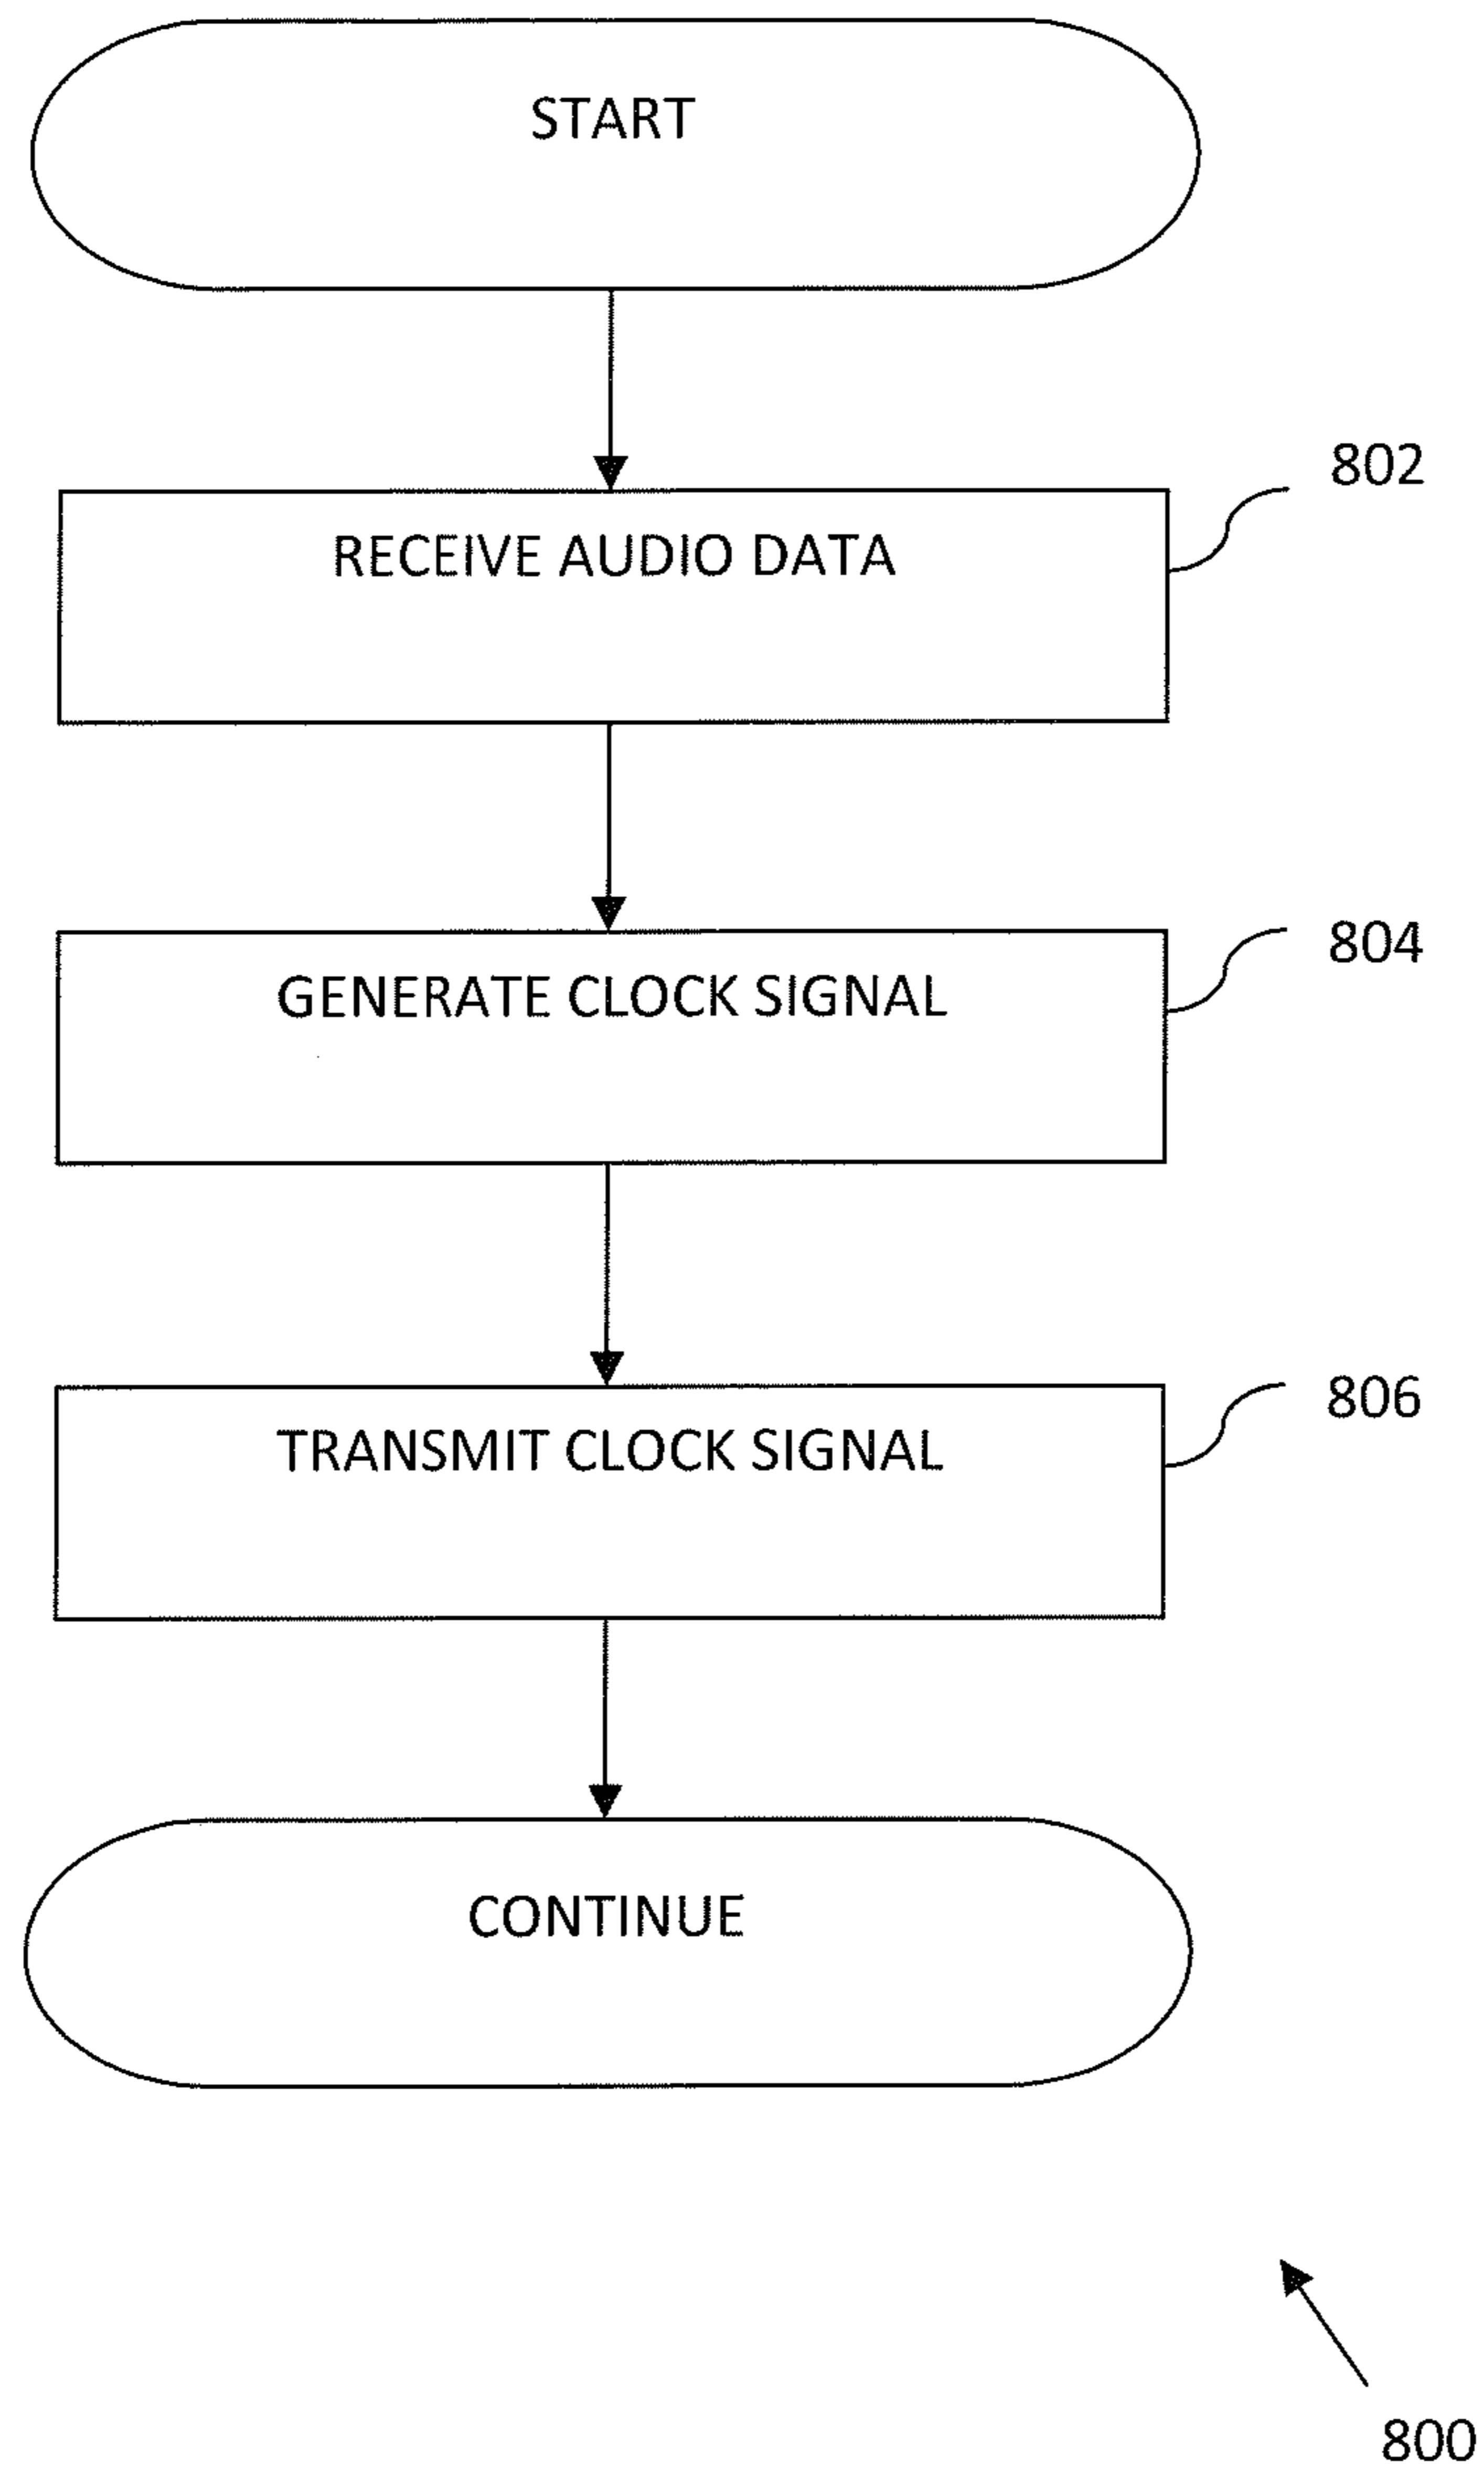 START
802
RECEIVE AUDIO DATA
804
GENERATE CLOCK SIGNAL
806
TRANSMIT CLOCK SIGNAL
CONTINUE
800